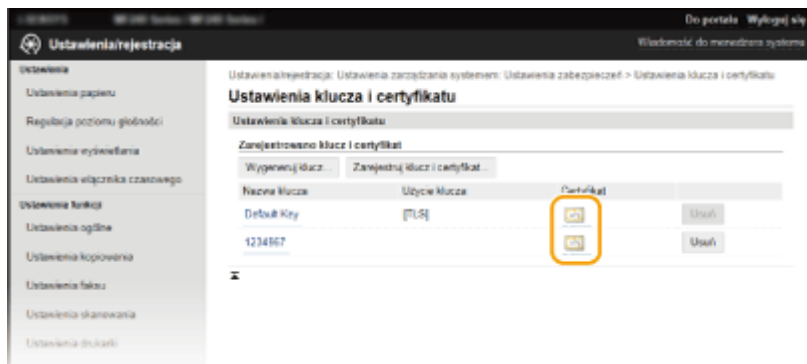 Do portalu Wyloguj się
Ustawienia/rejestracja
Wiadomość do menedżera systemu
Ustawienia
Ustawienia papieru
Regulacja poziomu głośności
Ustawienia wyświetlania
Ustawienia włącznika czasowego
Ustawienia funkcji
Ustawienia ogólne
Ustawienia kopiowania
Ustawienia faksu
Ustawienia skanowania
Ustawienia drukarki
Ustawienia/rejestracja: Ustawienia zarządzania systemem: Ustawienia zabezpieczeń > Ustawienia klucza i certyfikatu
Ustawienia klucza i certyfikatu
Ustawienia klucza i certyfikatu
Zarejestrowano klucz i certyfikat
Wygeneruj klucz... Zarejestruj klucz i certyfikat...
Nazwa klucza Użycie klucza Certyfikat
Default Key [TLS] Usuń
1234567 Usuń